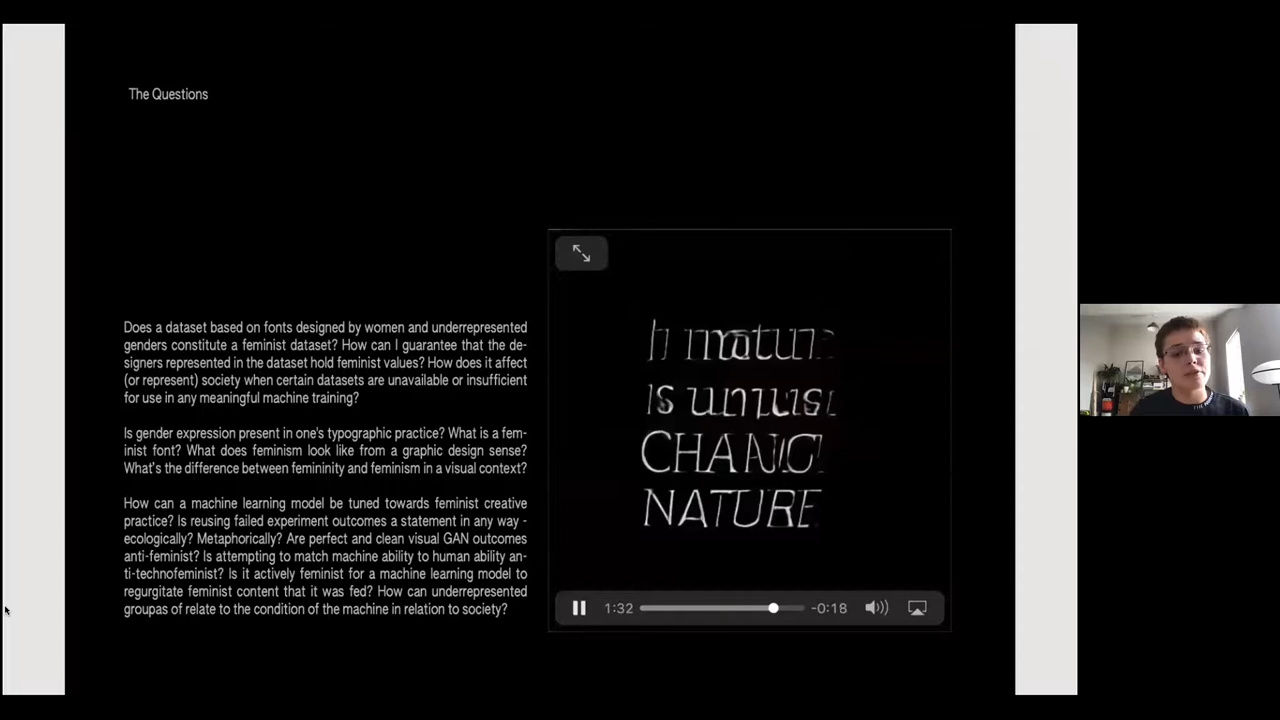 The Questions
Does a dataset based on fonts designed by women and underrepresented
genders constitute a feminist dataset? How can I guarantee that the de-
signers represented in the dataset hold feminist values? How does it affect
(or represent) society when certain datasets are unavailable or insufficient
for use in any meaningful machine training?
Is gender expression present in one's typographic practice? What is a fem-
inist font? What does feminism look like from a graphic design sense?
What's the difference between femininity and feminism in a visual context?
How can a machine learning model be tuned towards feminist creative
practice? Is reusing failed experiment outcomes a statement in any way -
ecologically? Metaphorically? Are perfect and clean visual GAN outcomes
anti-feminist? Is attempting to match machine ability to human ability an-
ti-technofeminist? Is it actively feminist for a machine learning model to
regurgitate feminist content that it was fed? How can underrepresented
groupas of relate to the condition of the machine in relation to society?
Is
NATURE
1:32
-0:18